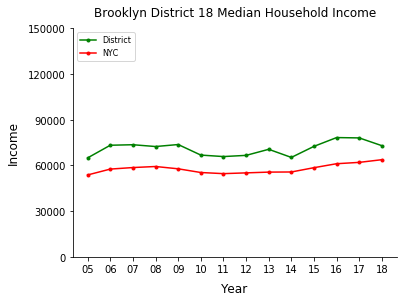 Brooklyn District 18 Median Household Income
150000
120000
90000
60000
30000
0
Income
District
NYC
05 06 07 08 09 10 11 12 13 14 15 16 17 18
Year